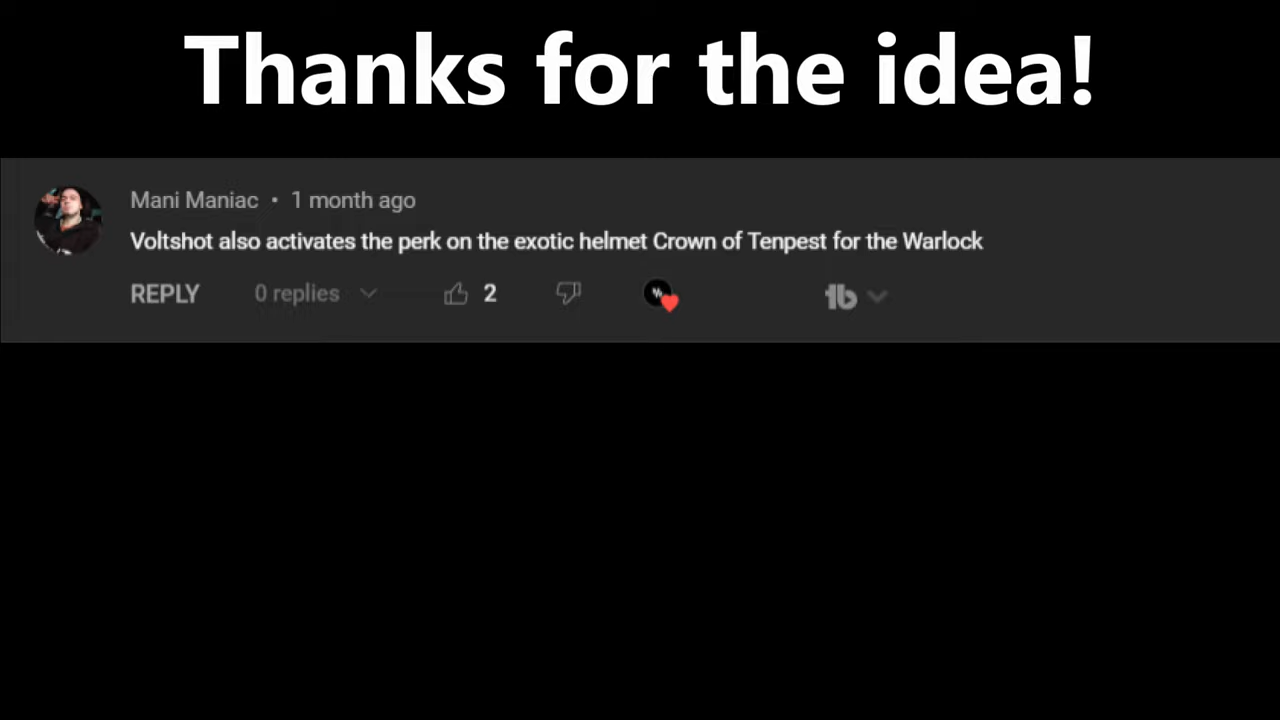 Thanks for the idea!
Mani Maniac • 1 month ago
Voltshot also activates the perk on the exotic helmet Crown of Tenpest for the Warlock
REPLY 0 replies 2 tb